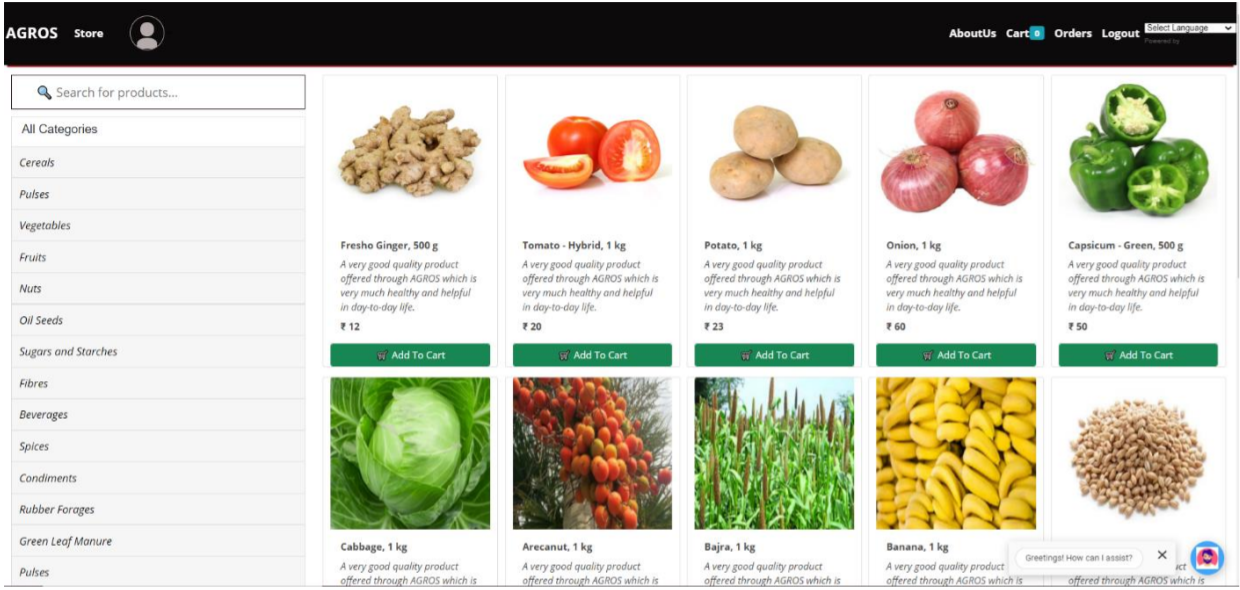 AGROS Store
AboutUs Cart 0 Orders Logout Select Language
Powered by
Search for products...
All Categories
Cereals
Pulses
Vegetables
Fruits
Nuts
Oil Seeds
Sugars and Starches
Fibres
Beverages
Spices
Condiments
Rubber Forages
Green Leaf Manure
Pulses
Fresho Ginger, 500 g
A very good quality product
offered through AGROS which is
very much healthy and helpful
in day-to-day life.
₹ 12
Add To Cart
Tomato - Hybrid, 1 kg
A very good quality product
offered through AGROS which is
very much healthy and helpful
in day-to-day life.
₹ 20
Add To Cart
Potato, 1 kg
A very good quality product
offered through AGROS which is
very much healthy and helpful
in day-to-day life.
₹ 23
Add To Cart
Onion, 1 kg
A very good quality product
offered through AGROS which is
very much healthy and helpful
in day-to-day life.
₹ 60
Add To Cart
Capsicum - Green, 500 g
A very good quality product
offered through AGROS which is
very much healthy and helpful
in day-to-day life.
₹ 50
Add To Cart
Cabbage, 1 kg
A very good quality product
offered through AGROS which is
Arecanut, 1 kg
A very good quality product
offered through AGROS which is
Bajra, 1 kg
A very good quality product
offered through AGROS which is
Banana, 1 kg
A very good quality product
offered through AGROS which is
offered through AGROS which is
Greetings! How can I assist?